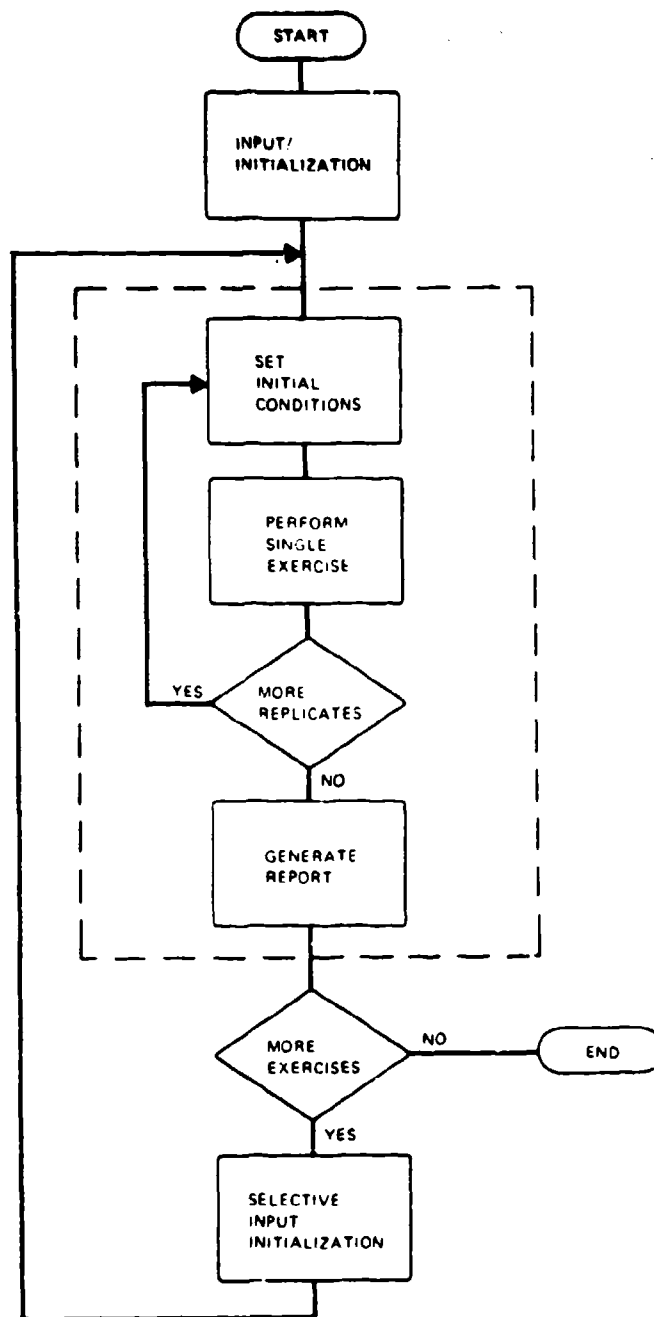 START
INPUT/
INITIALIZATION
SET
INITIAL
CONDITIONS
PERFORM
SINGLE
EXERCISE
YES
MORE
REPLICATES
NO
GENERATE
REPORT
MORE
EXERCISES
NO
END
YES
SELECTIVE
INPUT
INITIALIZATION